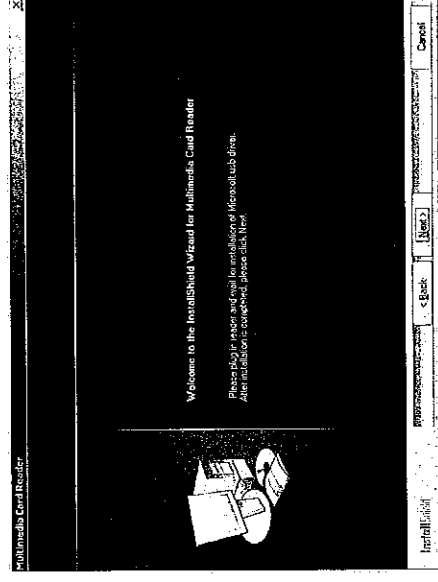 Multimedia Card Reader
Welcome to the InstallShield Wizard for Multimedia Card Reader
Please plug in reader and wait for installation of Microsoft usb driver.
After installation is completed, please click Next.
InstallShield
< Back
Next >
Cancel